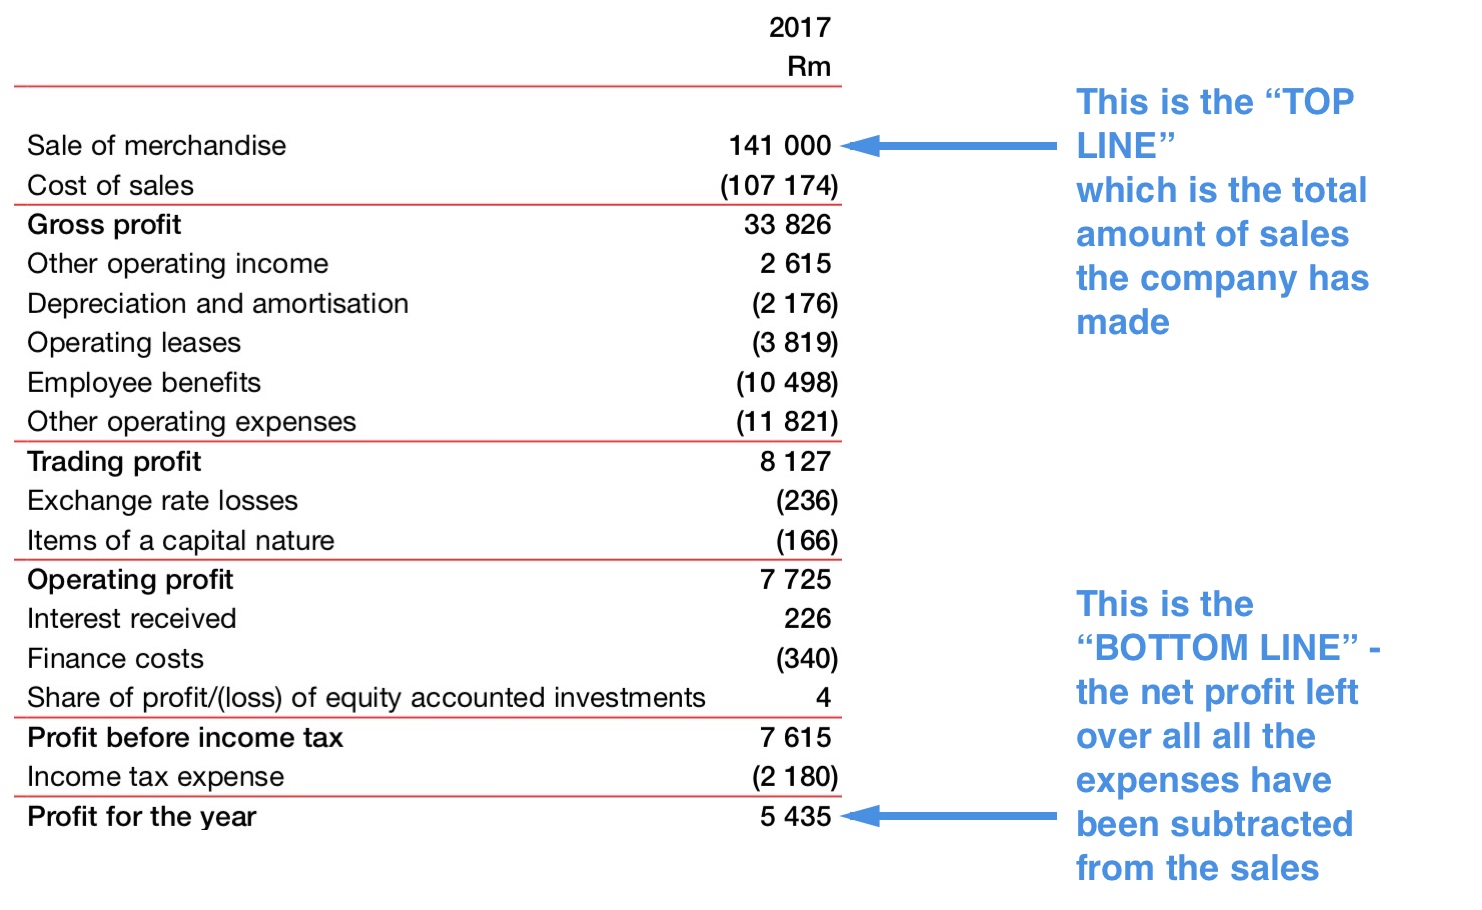 2017
Rm
Sale of merchandise 141 000
Cost of sales (107 174)
Gross profit 33 826
Other operating income 2 615
Depreciation and amortisation (2 176)
Operating leases (3 819)
Employee benefits (10 498)
Other operating expenses (11 821)
Trading profit 8 127
Exchange rate losses (236)
Items of a capital nature (166)
Operating profit 7 725
Interest received 226
Finance costs (340)
Share of profit/(loss) of equity accounted investments 4
Profit before income tax 7 615
Income tax expense (2 180)
Profit for the year 5 435
This is the “TOP
LINE”
which is the total
amount of sales
the company has
made
This is the
“BOTTOM LINE” -
the net profit left
over all all the
expenses have
been subtracted
from the sales